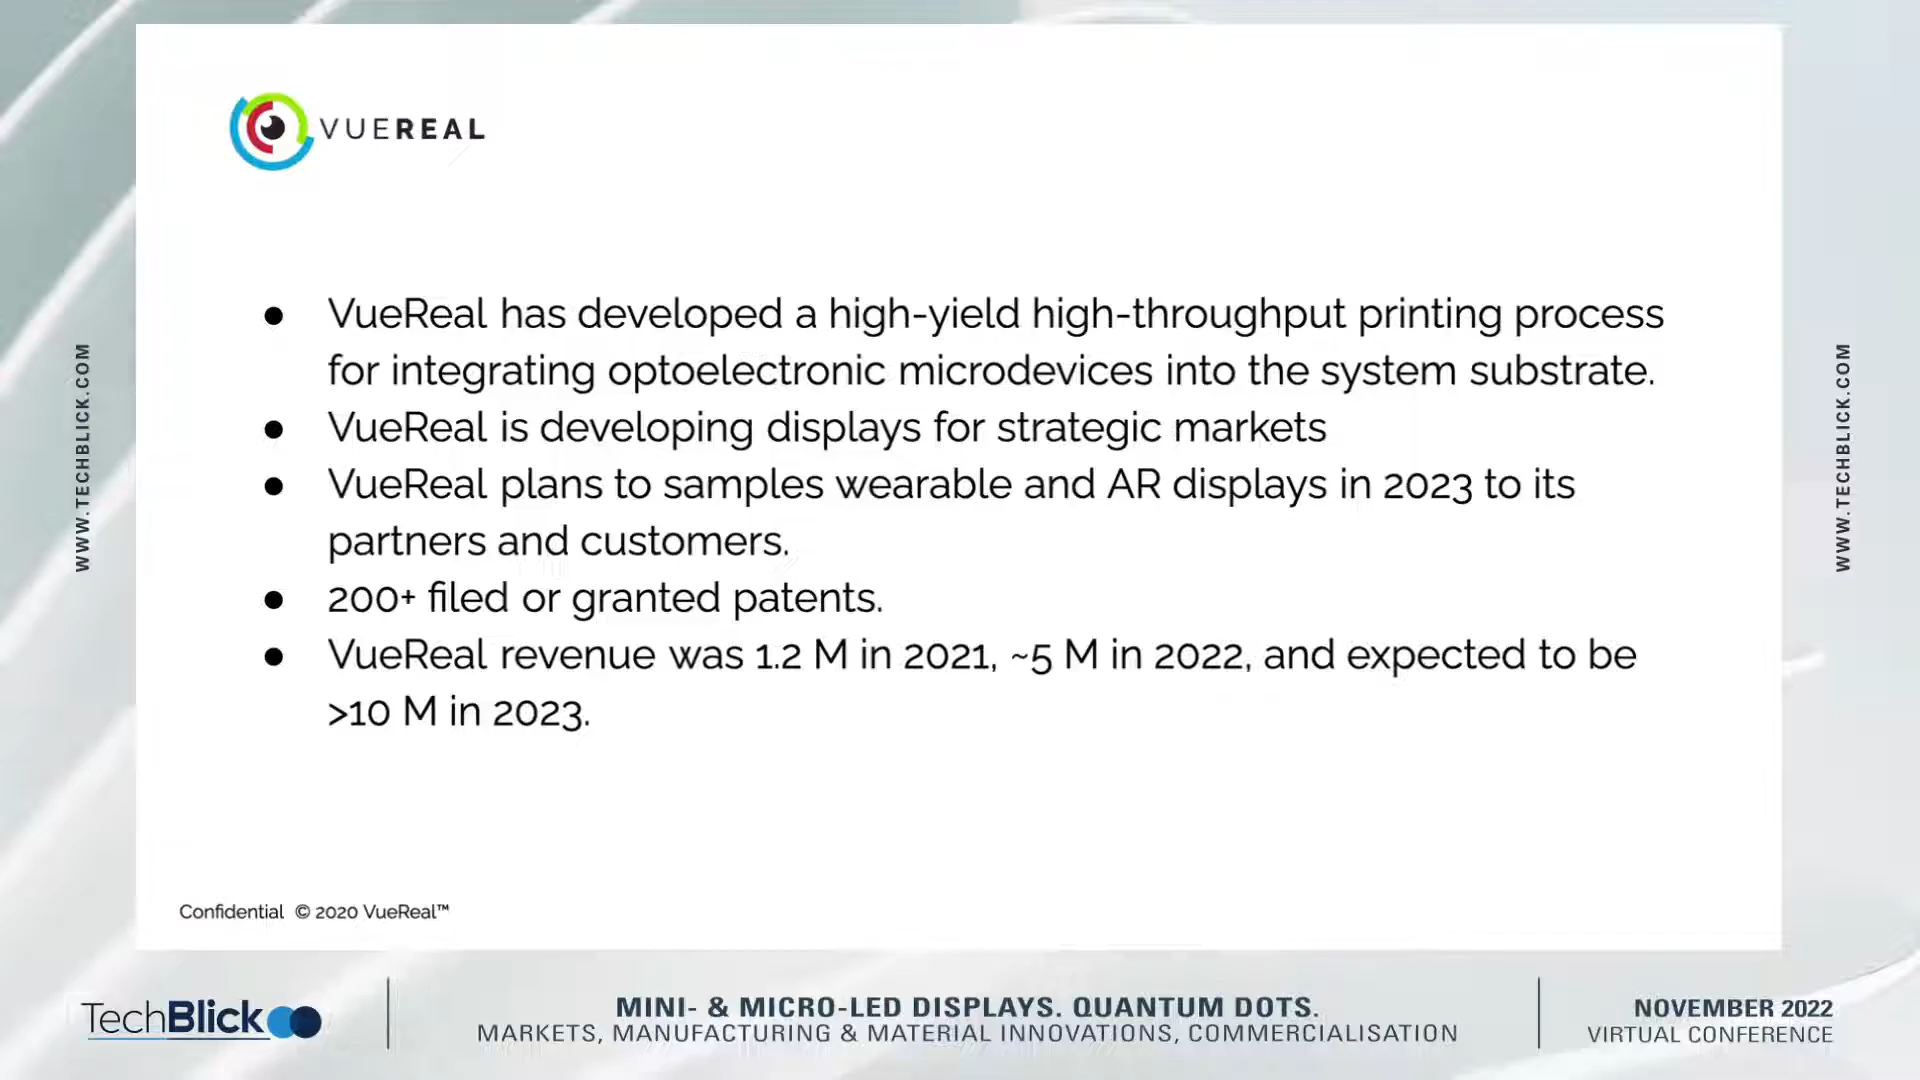 VUEREAL
● VueReal has developed a high-yield high-throughput printing process
for integrating optoelectronic microdevices into the system substrate.
● VueReal is developing displays for strategic markets
● VueReal plans to samples wearable and AR displays in 2023 to its
partners and customers.
● 200+ filed or granted patents.
● VueReal revenue was 1.2 M in 2021, ~5 M in 2022, and expected to be
>10 M in 2023.
Confidential © 2020 VueReal™
WWW.TECHBLICK.COM
WWW.TECHBLICK.COM
TechBlick
MINI- & MICRO-LED DISPLAYS. QUANTUM DOTS.
MARKETS, MANUFACTURING & MATERIAL INNOVATIONS, COMMERCIALISATION
NOVEMBER 2022
VIRTUAL CONFERENCE